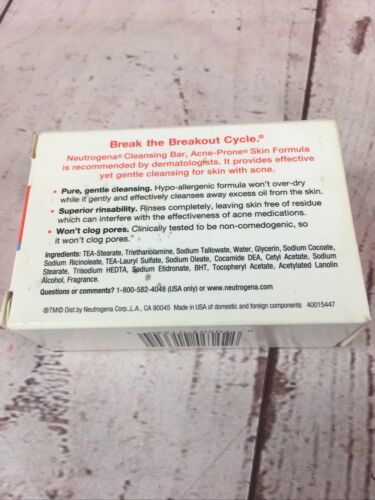 Break the Breakout Cycle.®
Neutrogena® Cleansing Bar, Acne-Prone® Skin Formula
is recommended by dermatologists. It provides effective
yet gentle cleansing for skin with acne.
• Pure, gentle cleansing. Hypo-allergenic formula won't over-dry
while it gently and effectively cleanses away excess oil from the skin.
• Superior rinsability. Rinses completely, leaving skin free of residue
which can interfere with the effectiveness of acne medications.
• Won't clog pores. Clinically tested to be non-comedogenic, so
it won't clog pores.
Ingredients: TEA-Stearate, Triethanolamine, Sodium Tallowate, Water, Glycerin, Sodium Cocoate,
Sodium Ricinoleate, TEA-Lauryl Sulfate, Sodium Oleate, Cocamide DEA, Cetyl Acetate, Sodium
Stearate, Trisodium HEDTA, Sodium Etidronate, BHT, Tocopheryl Acetate, Acetylated Lanolin
Alcohol, Fragrance.
Questions or comments? 1-800-582-4048 (USA only) or www.neutrogena.com
®TM© Dist.by Neutrogena Corp.,L.A., CA 90045 Made in USA of domestic and foreign components 40015447